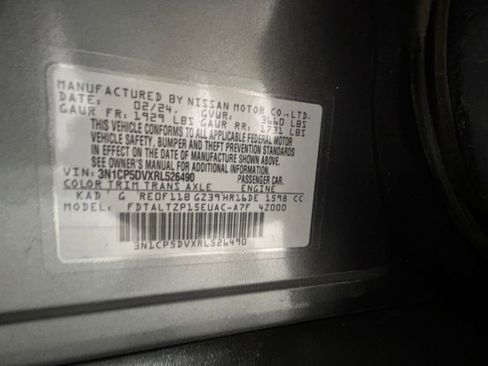 MANUFACTURED BY NISSAN MOTOR CO.,LTD.
DATE: 02/24. GVWR: 3660 LBS
GAWR FR: 1929 LBS GAWR RR: 1731 LBS
THIS VEHICLE CONFORMS TO ALL APPLICABLE FEDERAL MOTOR
VEHICLE SAFETY, BUMPER, AND THEFT PREVENTION STANDARDS
IN EFFECT ON THE DATE OF MANUFACTURE SHOWN ABOVE.
SEE OWNER'S MANUAL FOR ADDITIONAL INFORMATION.
VIN: 3N1CP5DVXRL526490 PASSENGER CAR.
COLOR TRIM TRANS AXLE ENGINE
KAD G RE0F11B GZ39 HR16DE 1598 CC
MODEL: FDTALTZP15EUAC-A7F 4Z000
3N1CP5DVXRL526490